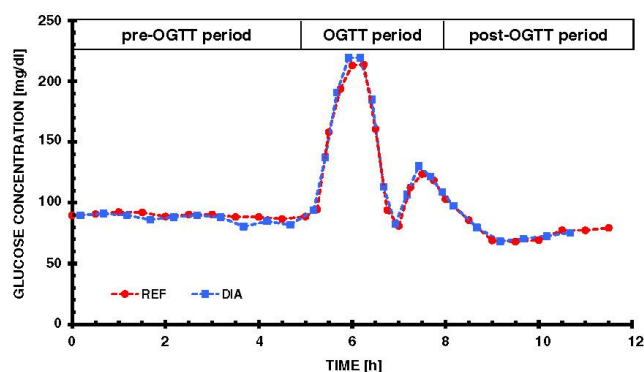 pre-OGTT period OGTT period post-OGTT period
GLUCOSE CONCENTRATION [mg/dl]
250
200
150
100
50
0
REF DIA
0 2 4 6 8 10 12
TIME [h]